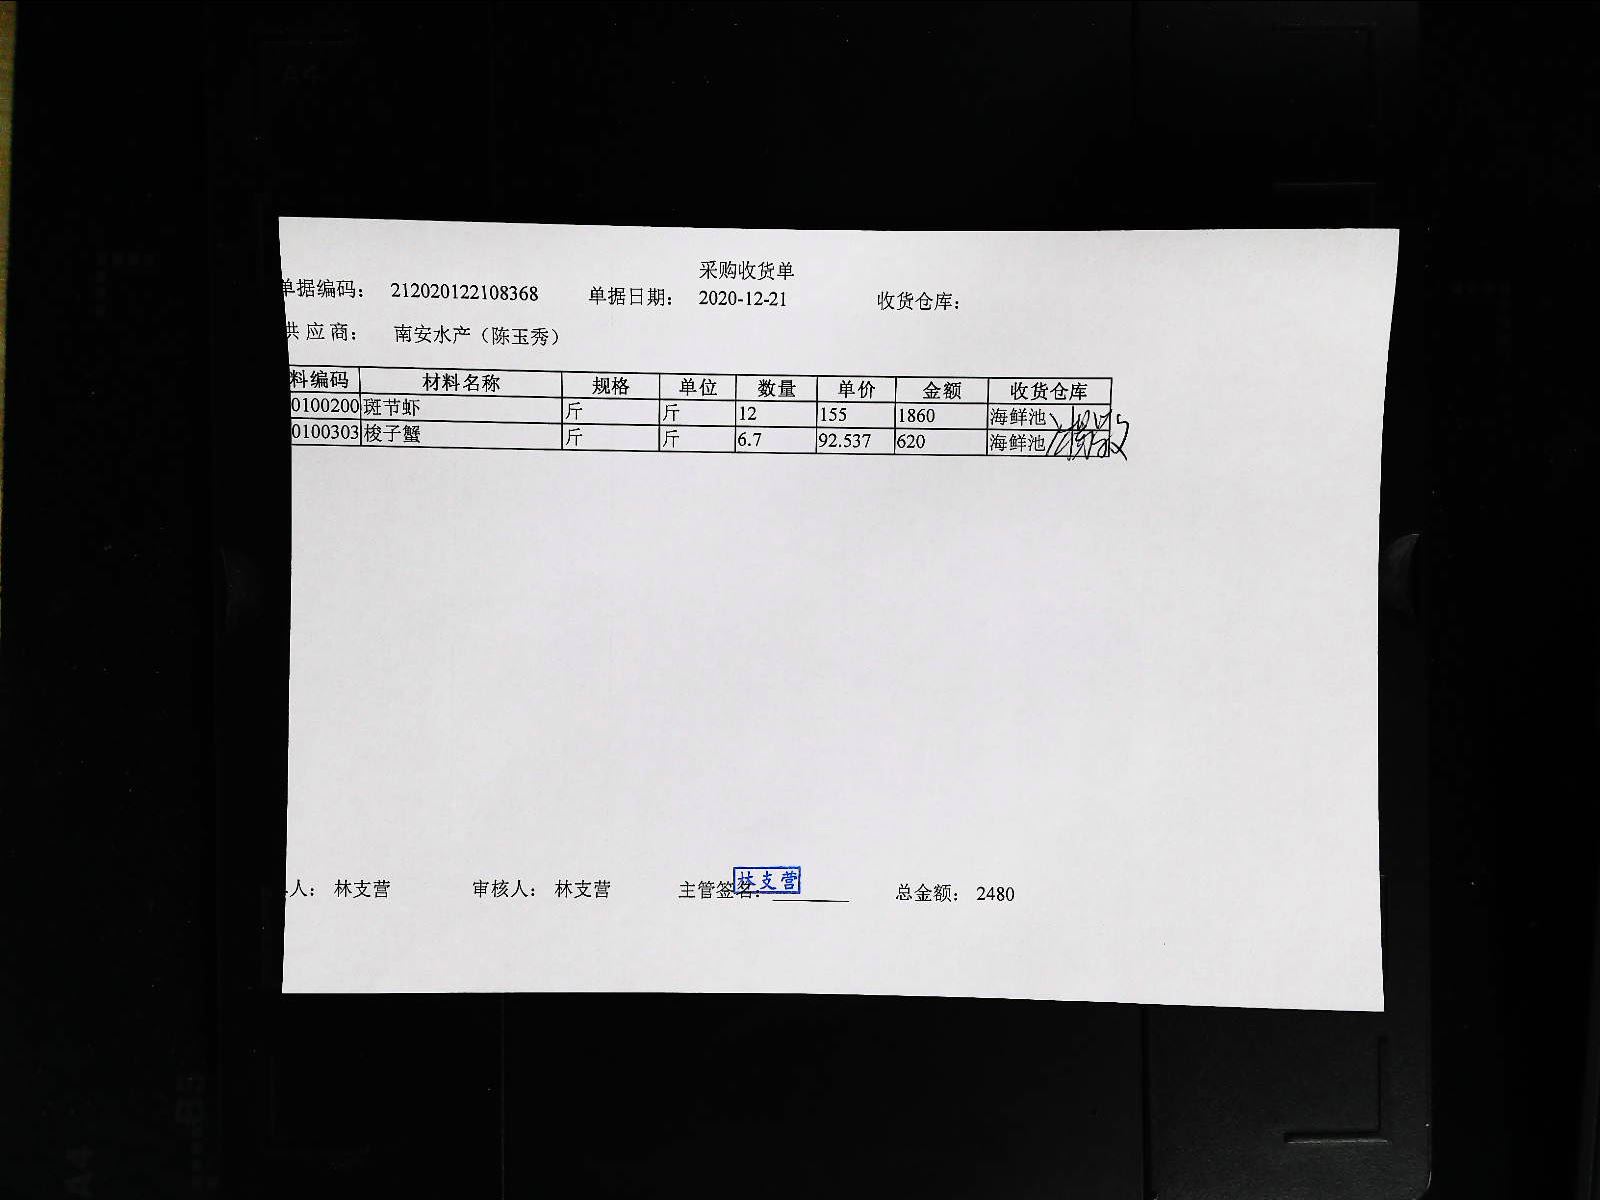 采购收货单
单据编码： 212020122108368 单据日期： 2020-12-21 收货仓库：
供应商： 南安水产（陈玉秀）
料编码 材料名称 规格 单位 数量 单价 金额 收货仓库
0100200 斑节虾 斤 斤 12 155 1860 海鲜池
0100303 梭子蟹 斤 斤 6.7 92.537 620 海鲜池
人： 林支营 审核人： 林支营 主管签名： 林支营 总金额： 2480